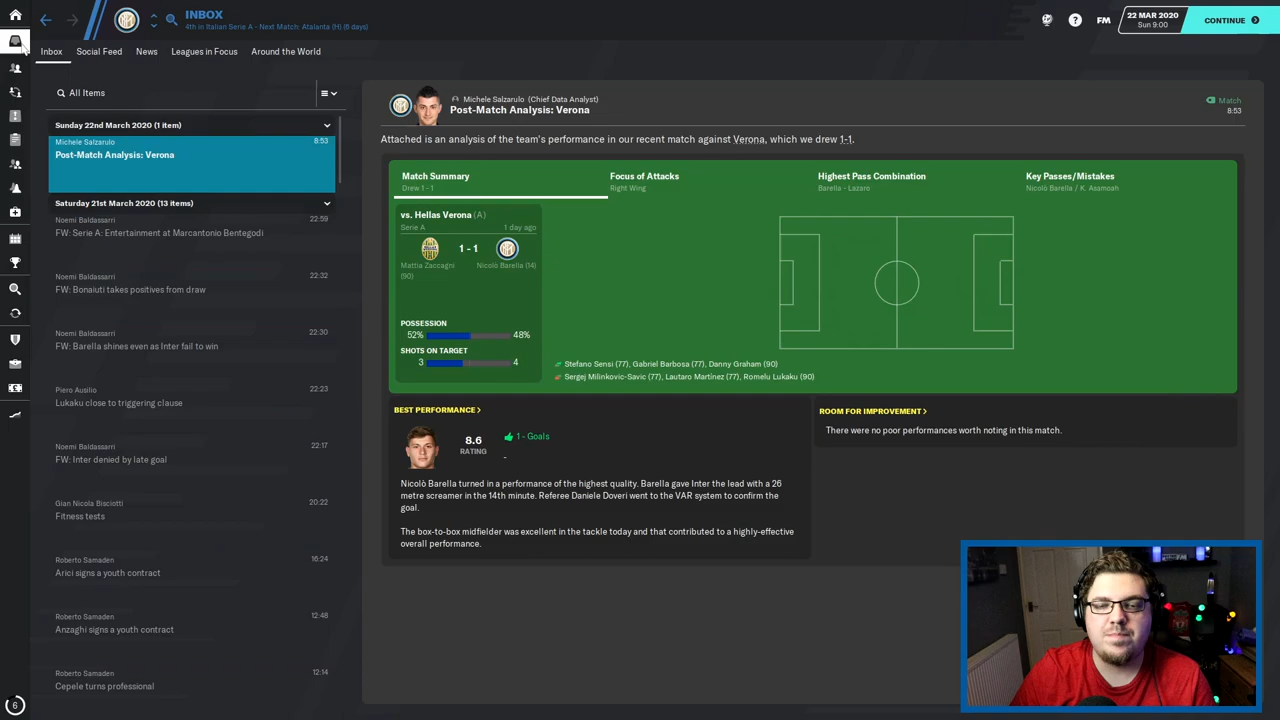 INBOX
4th in Italian Serie A - Next Match: Atalanta (H) (6 days)
FM
22 MAR 2020
Sun 9:00
CONTINUE
Inbox
Social Feed
News
Leagues in Focus
Around the World
All Items
Sunday 22nd March 2020 (1 item)
Michele Salzarulo
8:53
Post-Match Analysis: Verona
Saturday 21st March 2020 (13 items)
Noemi Baldassarri
22:59
FW: Serie A: Entertainment at Marcantonio Bentegodi
Noemi Baldassarri
22:32
FW: Bonaiuti takes positives from draw
Noemi Baldassarri
22:30
FW: Barella shines even as Inter fail to win
Piero Ausilio
22:23
Lukaku close to triggering clause
Noemi Baldassarri
22:17
FW: Inter denied by late goal
Gian Nicola Bisciotti
20:22
Fitness tests
Roberto Samaden
16:24
Arici signs a youth contract
Roberto Samaden
12:48
Anzaghi signs a youth contract
Roberto Samaden
12:14
Cepele turns professional
6
Michele Salzarulo (Chief Data Analyst)
Post-Match Analysis: Verona
Match
8:53
Attached is an analysis of the team's performance in our recent match against Verona, which we drew 1-1.
Match Summary
Drew 1 - 1
Focus of Attacks
Right Wing
Highest Pass Combination
Barella - Lazaro
Key Passes/Mistakes
Nicolò Barella / K. Asamoah
vs. Hellas Verona (A)
Serie A
1 day ago
1 - 1
Mattia Zaccagni
(90)
Nicolò Barella (14)
POSSESSION
52%
48%
SHOTS ON TARGET
3
4
Stefano Sensi (77), Gabriel Barbosa (77), Danny Graham (90)
Sergej Milinkovic-Savic (77), Lautaro Martínez (77), Romelu Lukaku (90)
BEST PERFORMANCE >
8.6
RATING
1 - Goals
-
Nicolò Barella turned in a performance of the highest quality. Barella gave Inter the lead with a 26
metre screamer in the 14th minute. Referee Daniele Doveri went to the VAR system to confirm the
goal.
The box-to-box midfielder was excellent in the tackle today and that contributed to a highly-effective
overall performance.
ROOM FOR IMPROVEMENT >
There were no poor performances worth noting in this match.